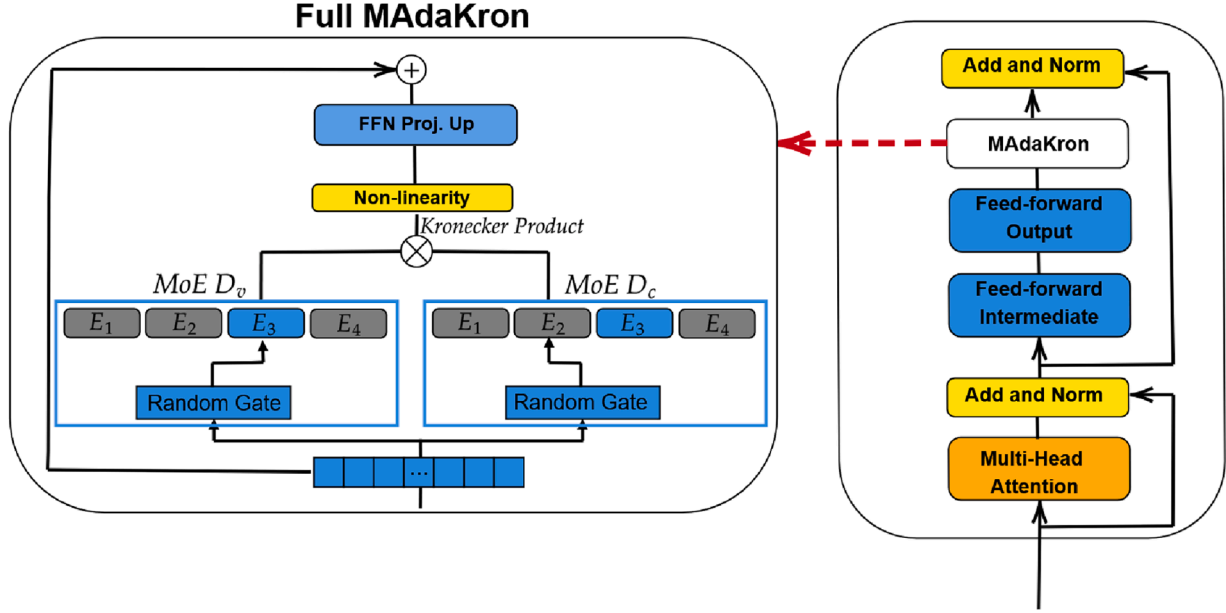 Full MAdaKron
+
FFN Proj. Up
Non-linearity
Kronecker Product
MoE D_v
MoE D_c
E_1
E_2
E_3
E_4
E_1
E_2
E_3
E_4
Random Gate
Random Gate
...
Add and Norm
MAdaKron
Feed-forward
Output
Feed-forward
Intermediate
Add and Norm
Multi-Head
Attention